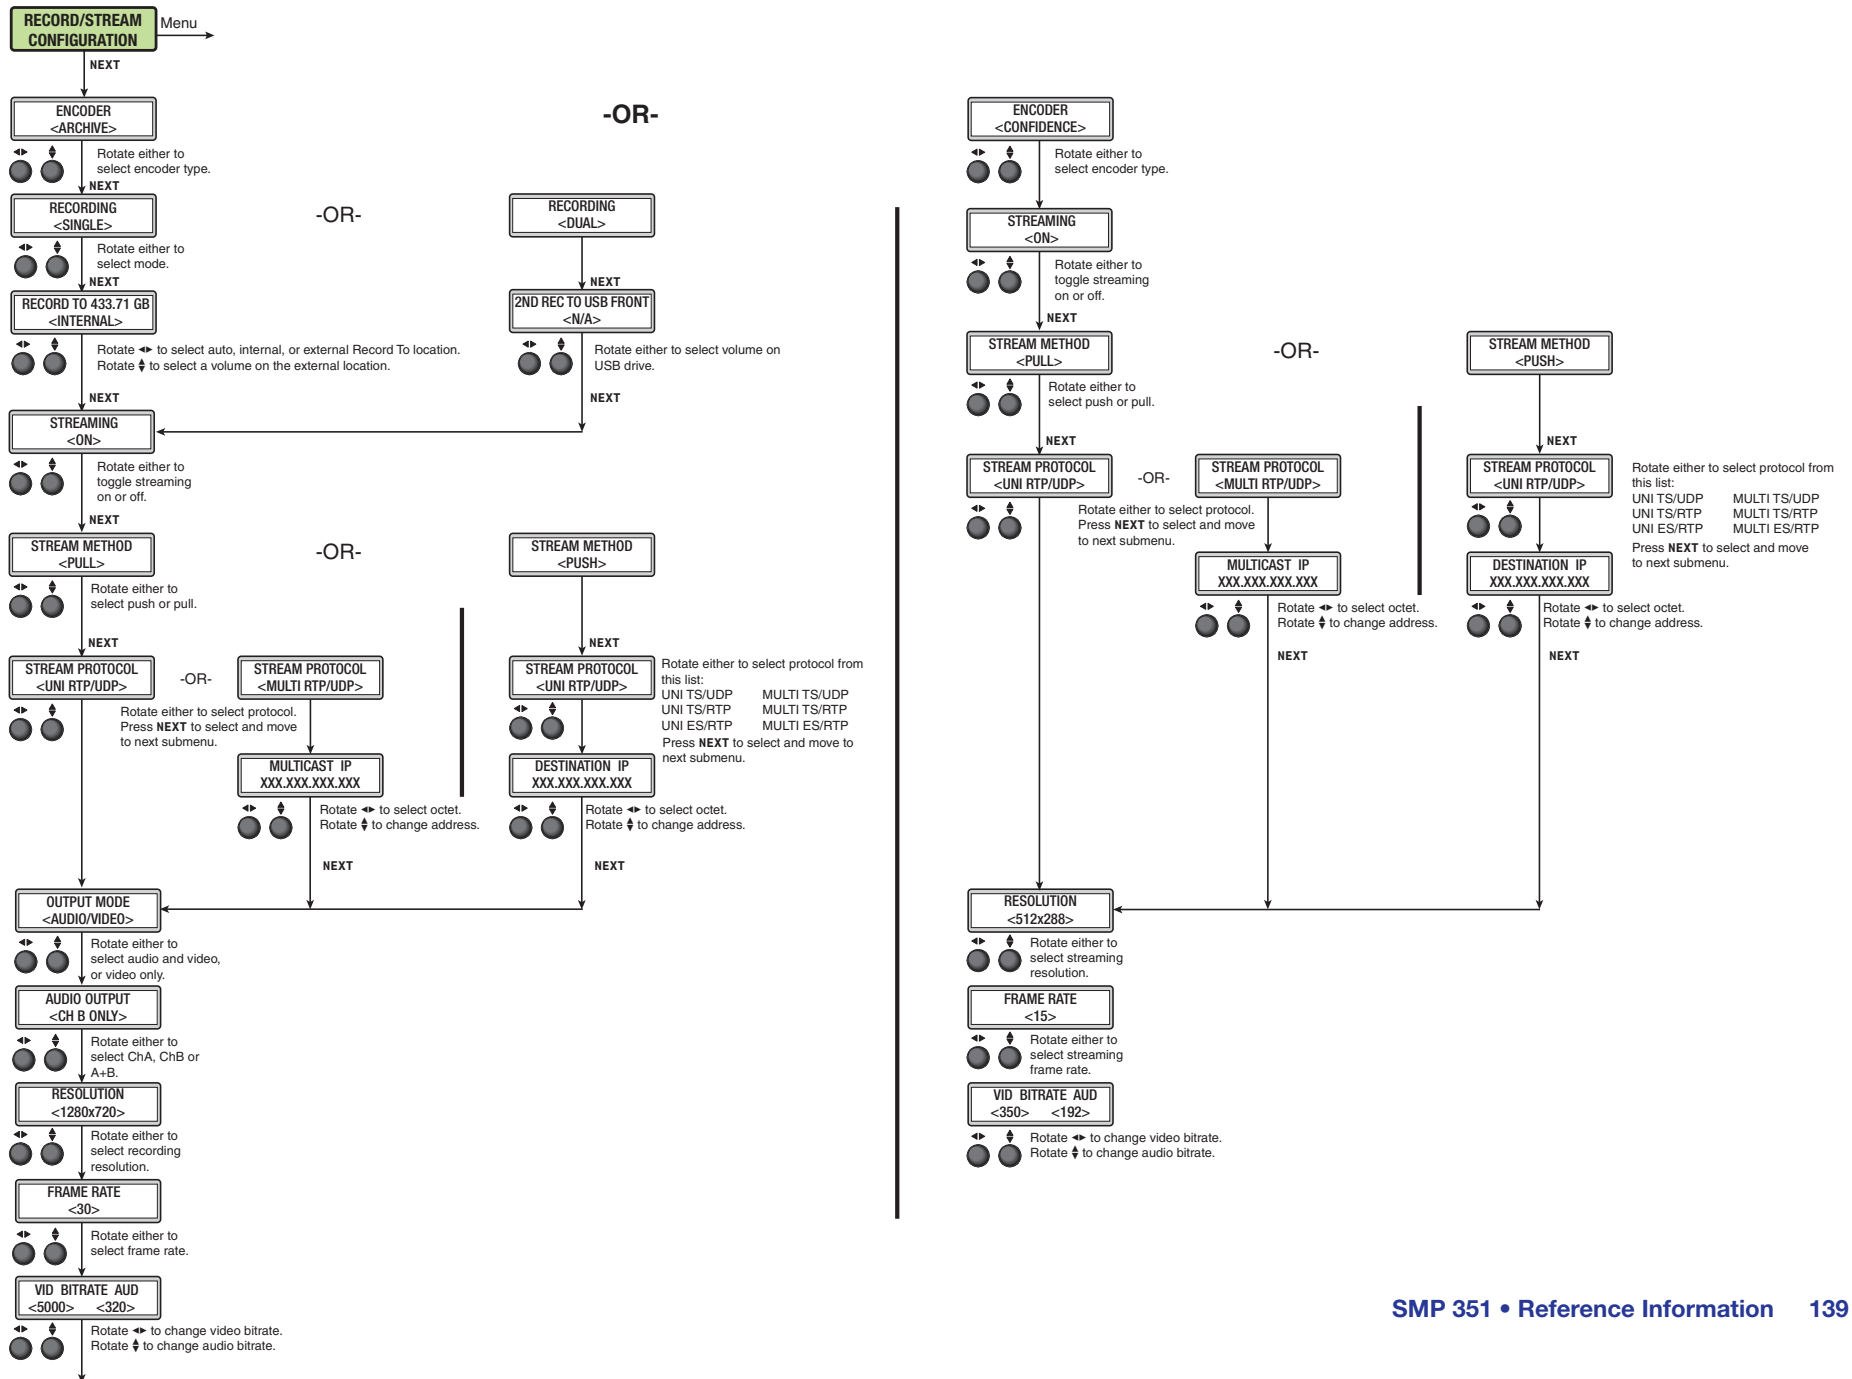 RECORD/STREAM
CONFIGURATION
Menu
NEXT
ENCODER
<ARCHIVE>
Rotate either to
select encoder type.
NEXT
-OR-
RECORDING
<SINGLE>
Rotate either to
select mode.
NEXT
-OR-
RECORDING
<DUAL>
NEXT
RECORD TO 433.71 GB
<INTERNAL>
Rotate ◂▸ to select auto, internal, or external Record To location.
Rotate ▴▾ to select a volume on the external location.
NEXT
2ND REC TO USB FRONT
<N/A>
Rotate either to select volume on
USB drive.
NEXT
STREAMING
<ON>
Rotate either to
toggle streaming
on or off.
NEXT
STREAM METHOD
<PULL>
Rotate either to
select push or pull.
NEXT
-OR-
STREAM METHOD
<PUSH>
NEXT
STREAM PROTOCOL
<UNI RTP/UDP>
-OR-
STREAM PROTOCOL
<MULTI RTP/UDP>
Rotate either to select protocol.
Press NEXT to select and move
to next submenu.
STREAM PROTOCOL
<UNI RTP/UDP>
Rotate either to select protocol from
this list:
UNI TS/UDP MULTI TS/UDP
UNI TS/RTP MULTI TS/RTP
UNI ES/RTP MULTI ES/RTP
Press NEXT to select and move to
next submenu.
MULTICAST IP
XXX.XXX.XXX.XXX
Rotate ◂▸ to select octet.
Rotate ▴▾ to change address.
NEXT
DESTINATION IP
XXX.XXX.XXX.XXX
Rotate ◂▸ to select octet.
Rotate ▴▾ to change address.
NEXT
OUTPUT MODE
<AUDIO/VIDEO>
Rotate either to
select audio and video,
or video only.
AUDIO OUTPUT
<CH B ONLY>
Rotate either to
select ChA, ChB or
A+B.
RESOLUTION
<1280x720>
Rotate either to
select recording
resolution.
FRAME RATE
<30>
Rotate either to
select frame rate.
VID BITRATE AUD
<5000> <320>
Rotate ◂▸ to change video bitrate.
Rotate ▴▾ to change audio bitrate.
ENCODER
<CONFIDENCE>
Rotate either to
select encoder type.
STREAMING
<ON>
Rotate either to
toggle streaming
on or off.
NEXT
STREAM METHOD
<PULL>
Rotate either to
select push or pull.
NEXT
-OR-
STREAM METHOD
<PUSH>
NEXT
STREAM PROTOCOL
<UNI RTP/UDP>
-OR-
STREAM PROTOCOL
<MULTI RTP/UDP>
Rotate either to select protocol.
Press NEXT to select and move
to next submenu.
STREAM PROTOCOL
<UNI RTP/UDP>
Rotate either to select protocol from
this list:
UNI TS/UDP MULTI TS/UDP
UNI TS/RTP MULTI TS/RTP
UNI ES/RTP MULTI ES/RTP
Press NEXT to select and move
to next submenu.
MULTICAST IP
XXX.XXX.XXX.XXX
Rotate ◂▸ to select octet.
Rotate ▴▾ to change address.
NEXT
DESTINATION IP
XXX.XXX.XXX.XXX
Rotate ◂▸ to select octet.
Rotate ▴▾ to change address.
NEXT
RESOLUTION
<512x288>
Rotate either to
select streaming
resolution.
FRAME RATE
<15>
Rotate either to
select streaming
frame rate.
VID BITRATE AUD
<350> <192>
Rotate ◂▸ to change video bitrate.
Rotate ▴▾ to change audio bitrate.
SMP 351 • Reference Information 139